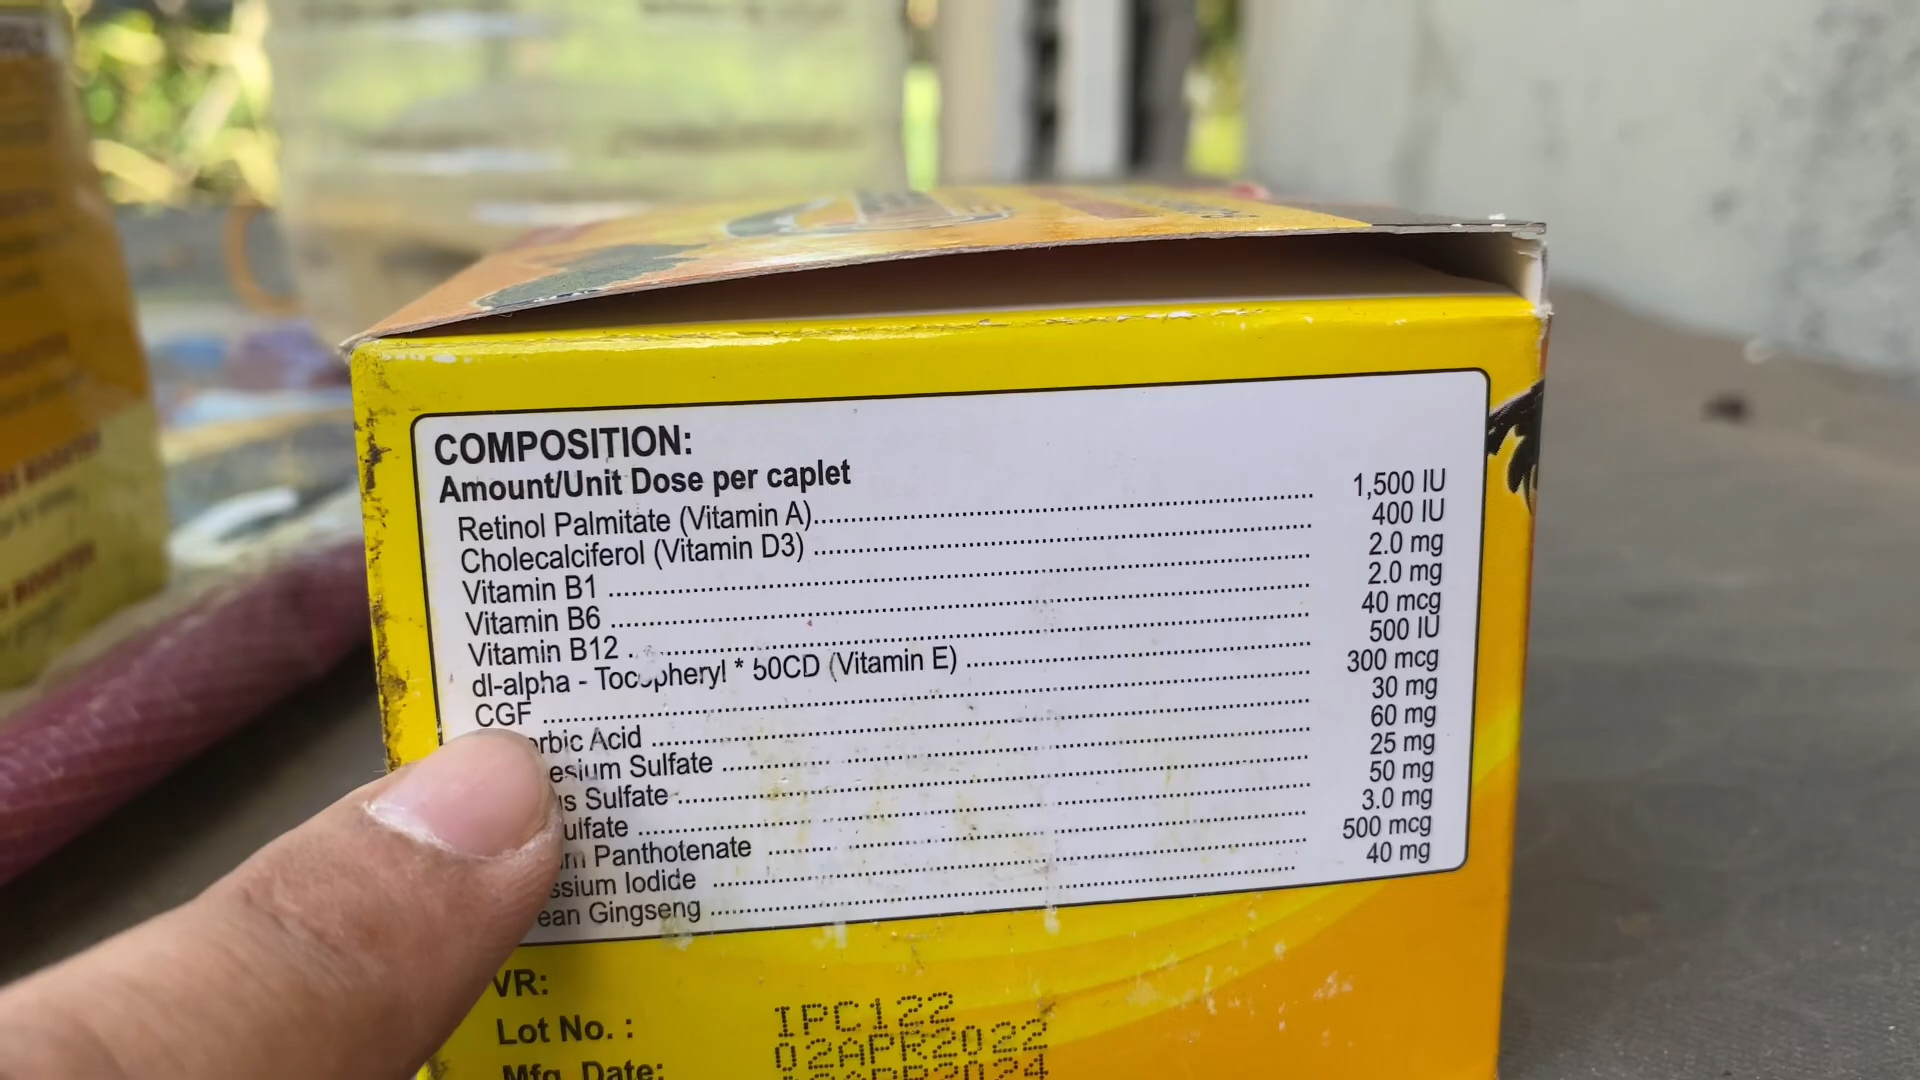 COMPOSITION:
Amount/Unit Dose per caplet
Retinol Palmitate (Vitamin A) 1,500 IU
Cholecalciferol (Vitamin D3) 400 IU
Vitamin B1 2.0 mg
Vitamin B6 2.0 mg
Vitamin B12 40 mcg
dl-alpha - Tocopheryl * 50CD (Vitamin E) 500 IU
CGF 300 mcg
orbic Acid 30 mg
esium Sulfate 60 mg
us Sulfate 25 mg
ulfate 50 mg
m Panthotenate 3.0 mg
ssium Iodide 500 mcg
ean Gingseng 40 mg
VR:
Lot No. : IPC122
Mfg. Date: 02APR2022